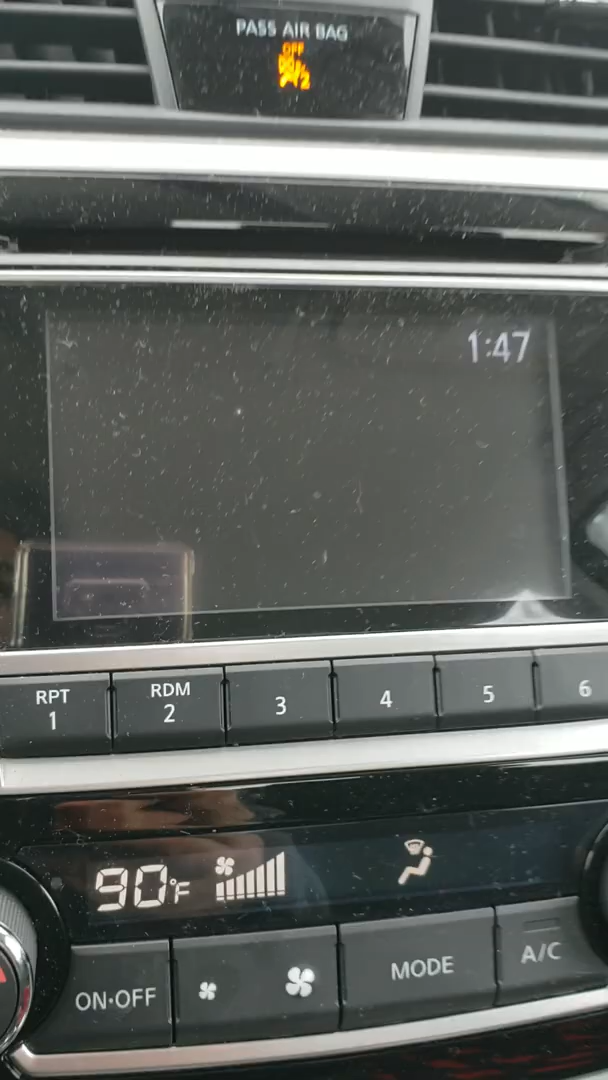 PASS AIR BAG
OFF
1:47
RPT
1
RDM
2
3
4
5
6
90°F
ON·OFF
MODE
A/C